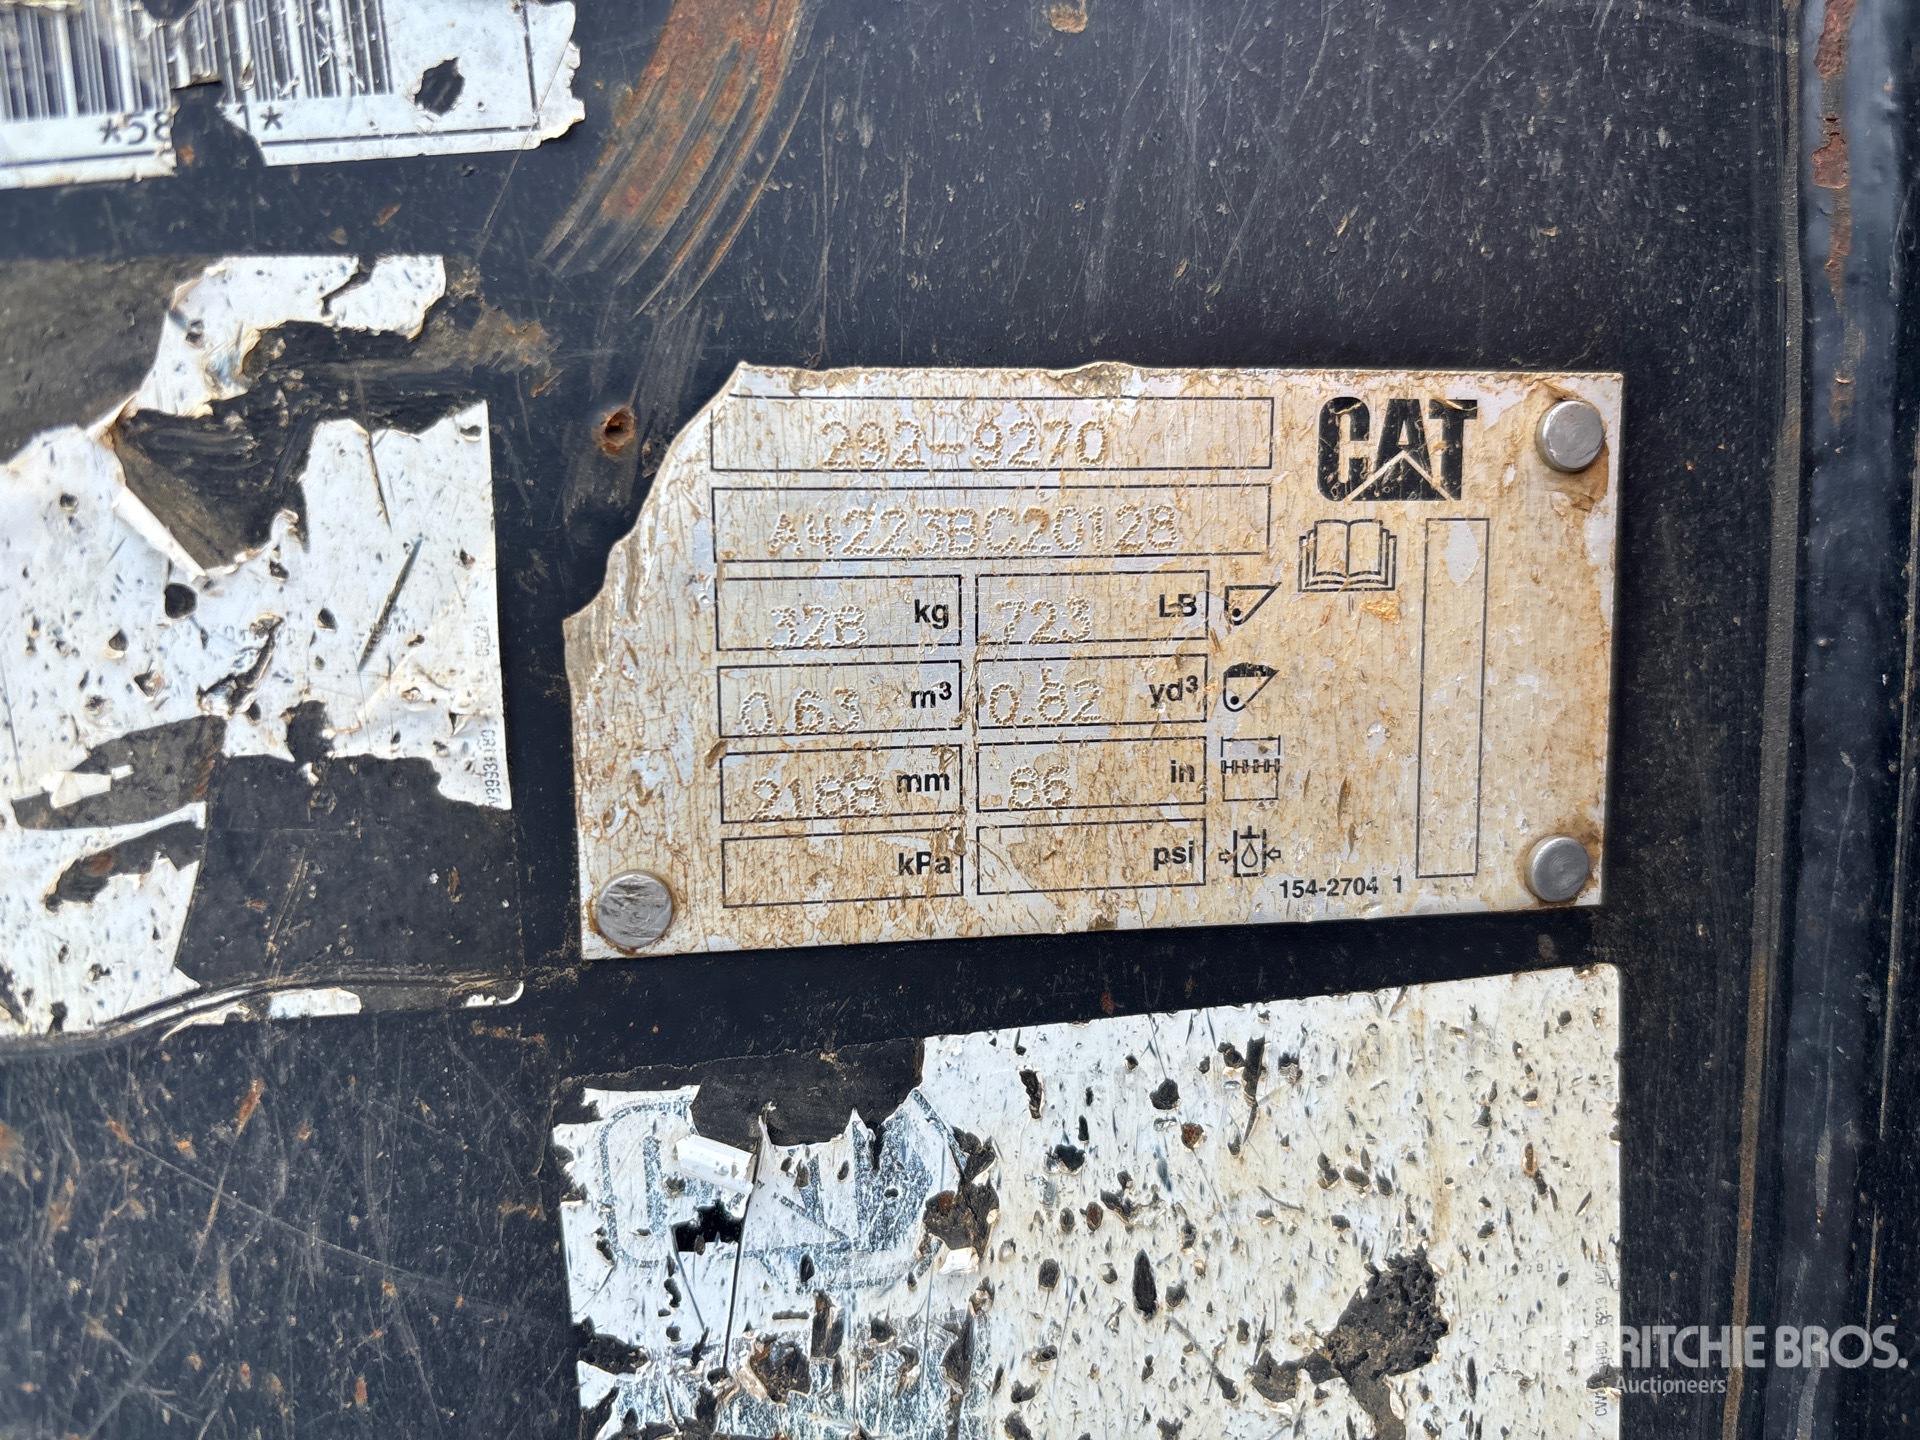 *58 1*
292-9270
CAT
A4223BC20128
328 kg 723 LB
0.63 m³ 0.82 yd³
2188 mm 86 in
kPa psi
154-2704 1
RITCHIE BROS.
Auctioneers